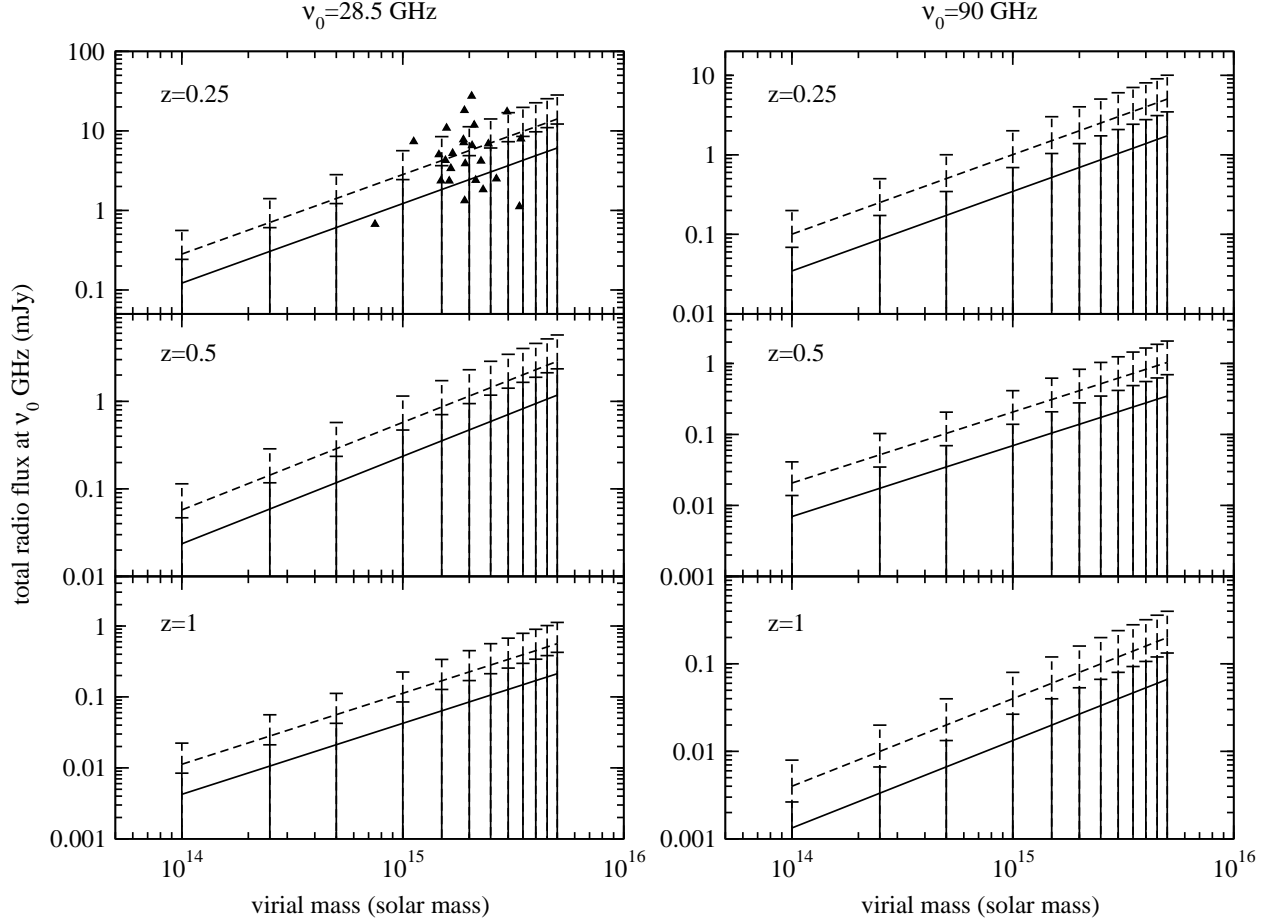 ν0=28.5 GHz
ν0=90 GHz
total radio flux at ν0 GHz (mJy)
100
10
1
0.1
z=0.25
10
1
0.1
0.01
z=0.25
1
0.1
0.01
z=0.5
1
0.1
0.01
0.001
z=0.5
1
0.1
0.01
0.001
z=1
0.1
0.01
0.001
z=1
10^14
10^15
10^16
10^14
10^15
10^16
virial mass (solar mass)
virial mass (solar mass)